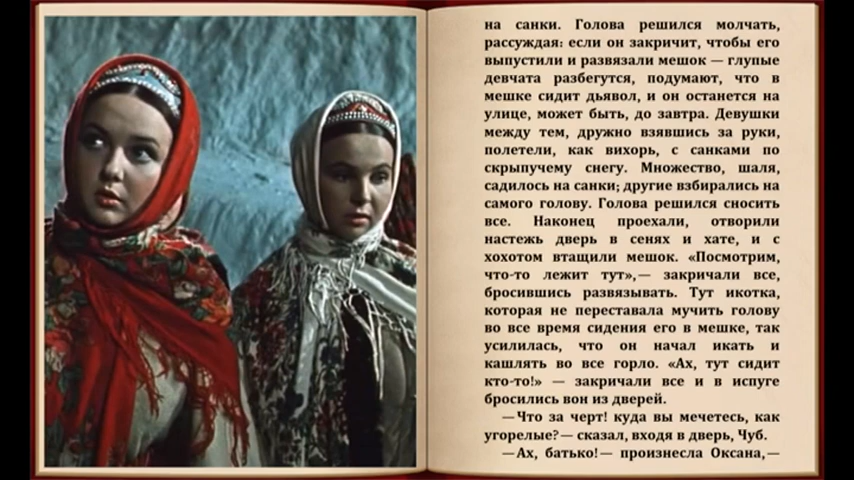 на санки. Голова решился молчать,
рассуждая: если он закричит, чтобы его
выпустили и развязали мешок — глупые
девчата разбегутся, подумают, что в
мешке сидит дьявол, и он останется на
улице, может быть, до завтра. Девушки
между тем, дружно взявшись за руки,
полетели, как вихорь, с санками по
скрыпучему снегу. Множество, шаля,
садилось на санки; другие взбирались на
самого голову. Голова решился сносить
все. Наконец проехали, отворили
настежь дверь в сенях и хате, и с
хохотом втащили мешок. «Посмотрим,
что-то лежит тут»,— закричали все,
бросившись развязывать. Тут икотка,
которая не переставала мучить голову
во все время сидения его в мешке, так
усилилась, что он начал икать и
кашлять во все горло. «Ах, тут сидит
кто-то!» — закричали все и в испуге
бросились вон из дверей.
—Что за черт! куда вы мечетесь, как
угорелые?— сказал, входя в дверь, Чуб.
—Ах, батько!— произнесла Оксана,—